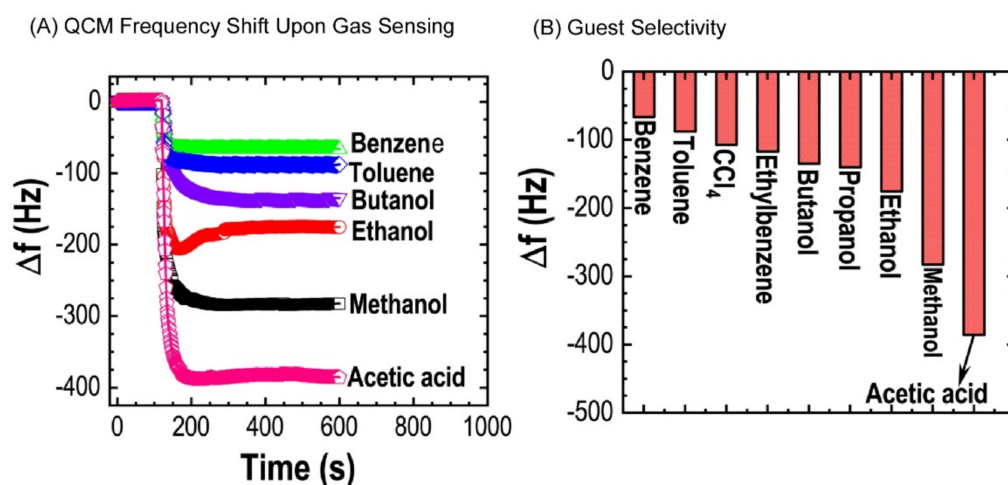 (A) QCM Frequency Shift Upon Gas Sensing
0
-100
-200
-300
-400
Δf (Hz)
0 200 400 600 800 1000
Time (s)
Benzene
Toluene
Butanol
Ethanol
Methanol
Acetic acid
(B) Guest Selectivity
0
-100
-200
-300
-400
-500
Δf (Hz)
Benzene
Toluene
CCl₄
Ethylbenzene
Butanol
Propanol
Ethanol
Methanol
Acetic acid